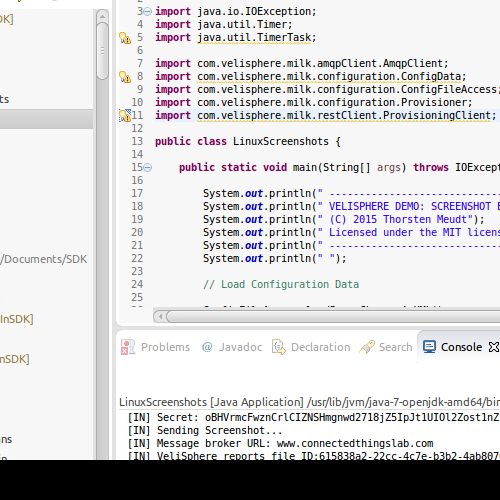 DK]
ts
/Documents/SDK
InSDK]
nSDK]
ons
3 import java.io.IOException;
4 import java.util.Timer;
5 import java.util.TimerTask;
6
7 import com.velisphere.milk.amqpClient.AmqpClient;
8 import com.velisphere.milk.configuration.ConfigData;
9 import com.velisphere.milk.configuration.ConfigFileAccess;
10 import com.velisphere.milk.configuration.Provisioner;
11 import com.velisphere.milk.restClient.ProvisioningClient;
12
13 public class LinuxScreenshots {
14
15 public static void main(String[] args) throws IOExcept
16
17 System.out.println(" -----------------------------
18 System.out.println(" VELISPHERE DEMO: SCREENSHOT E
19 System.out.println(" (C) 2015 Thorsten Meudt");
20 System.out.println(" Licensed under the MIT licens
21 System.out.println(" -----------------------------
22 System.out.println(" ");
23
24 // Load Configuration Data
25
Problems @ Javadoc Declaration Search Console
LinuxScreenshots [Java Application] /usr/lib/jvm/java-7-openjdk-amd64/bin
[IN] Secret: oBHVrmcFwznCrlCIZNSHmgnwd2718jZ5IpJt1UIOl2Zost1nZ
[IN] Sending Screenshot...
[IN] Message broker URL: www.connectedthingslab.com
[IN] VeliSphere reports file ID:615838a2-22cc-4c7e-b3b2-4ab807